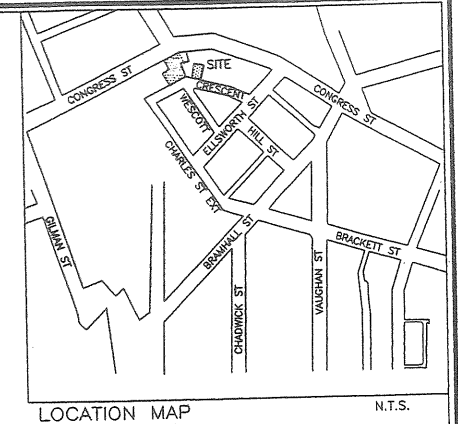 SITE
CONGRESS ST
CRESCENT
CONGRESS ST
WESCOTT
ELLSWORTH ST
HILL ST
CHARLES ST EXT
GILMAN ST
BRAMHALL ST
BRACKETT ST
CHADWICK ST
VAUGHAN ST
LOCATION MAP
N.T.S.